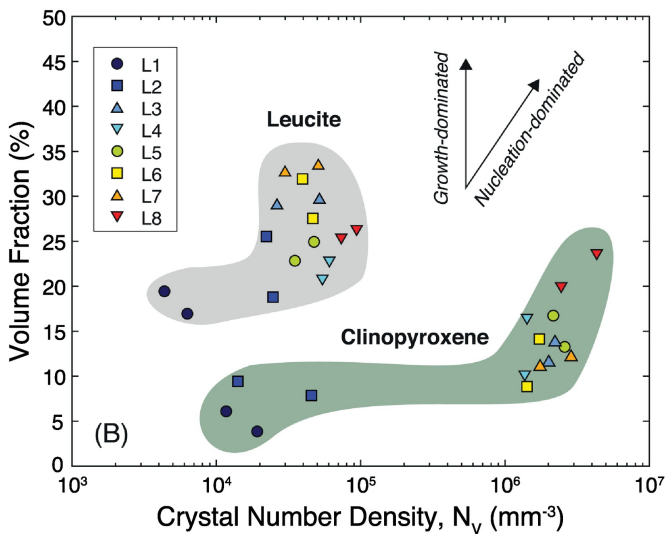 50
45
40
35
30
25
20
15
10
5
0
Volume Fraction (%)
L1
L2
L3
L4
L5
L6
L7
L8
Leucite
Growth-dominated
Nucleation-dominated
Clinopyroxene
(B)
10³ 10⁴ 10⁵ 10⁶ 10⁷
Crystal Number Density, Nᵥ (mm⁻³)